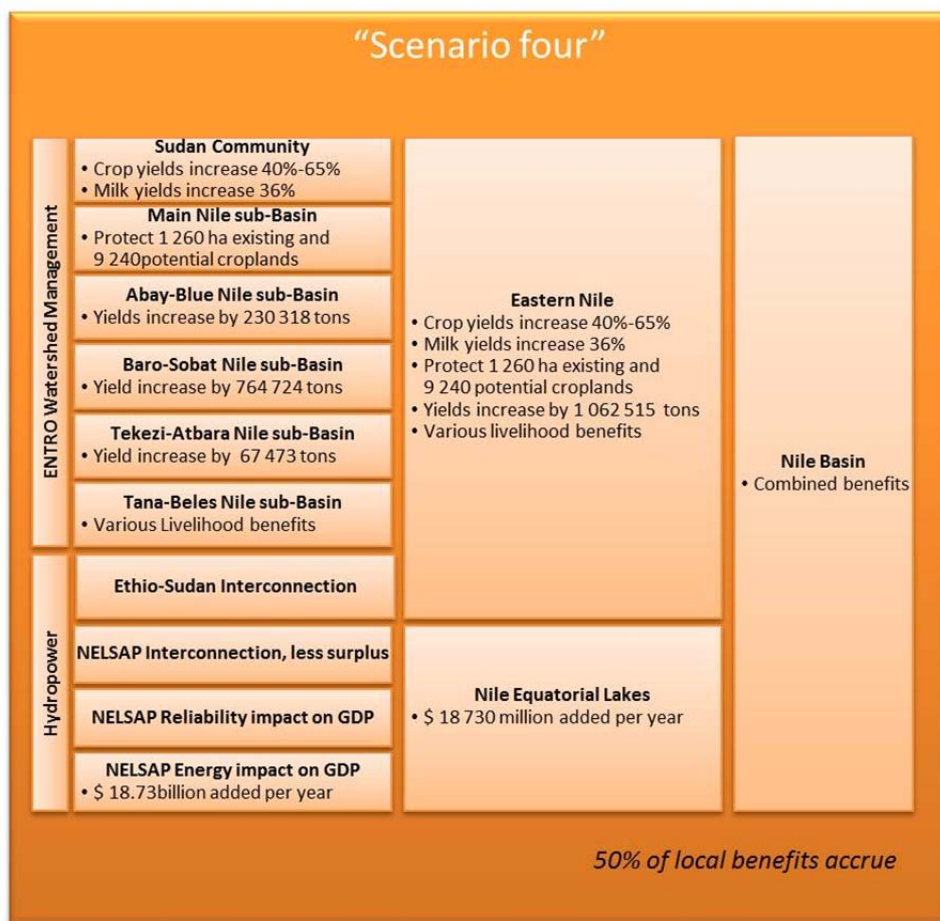 “Scenario four”
ENTRO Watershed Management
Sudan Community
• Crop yields increase 40%-65%
• Milk yields increase 36%
Main Nile sub-Basin
• Protect 1 260 ha existing and
9 240potential croplands
Abay-Blue Nile sub-Basin
• Yields increase by 230 318 tons
Baro-Sobat Nile sub-Basin
• Yield increase by 764 724 tons
Tekezi-Atbara Nile sub-Basin
• Yield increase by 67 473 tons
Tana-Beles Nile sub-Basin
• Various Livelihood benefits
Hydropower
Ethio-Sudan Interconnection
NELSAP Interconnection, less surplus
NELSAP Reliability impact on GDP
NELSAP Energy impact on GDP
• $ 18.73billion added per year
Eastern Nile
• Crop yields increase 40%-65%
• Milk yields increase 36%
• Protect 1 260 ha existing and
9 240 potential croplands
• Yields increase by 1 062 515 tons
• Various livelihood benefits
Nile Equatorial Lakes
• $ 18 730 million added per year
Nile Basin
• Combined benefits
50% of local benefits accrue